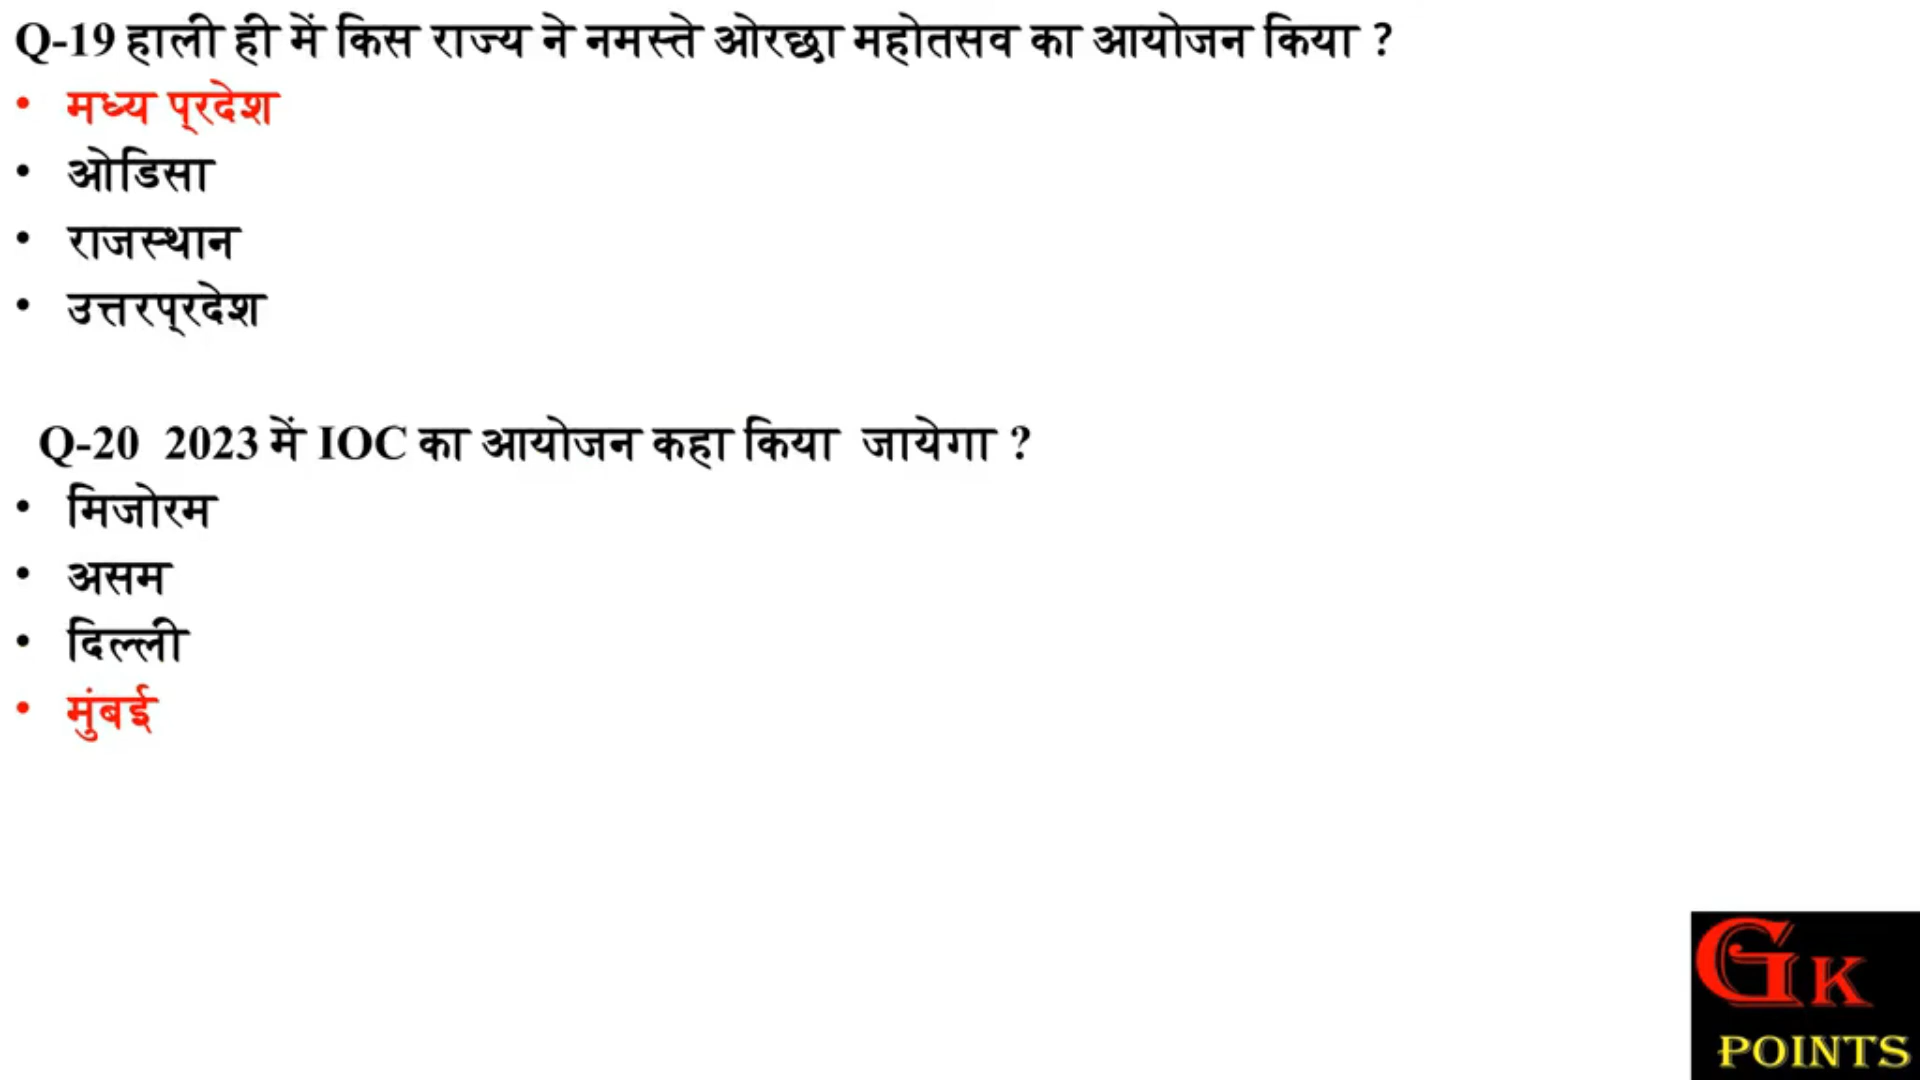 Q-19 हाली ही में किस राज्य ने नमस्ते ओरछा महोतसव का आयोजन किया ?
• मध्य प्‌रदेश
• ओडिसा
• राजस्थान
• उत्तरप्‌रदेश
Q-20 2023 में IOC का आयोजन कहा किया जायेगा ?
• मिजोरम
• असम
• दिल्ली
• मुंबई
GK
POINTS